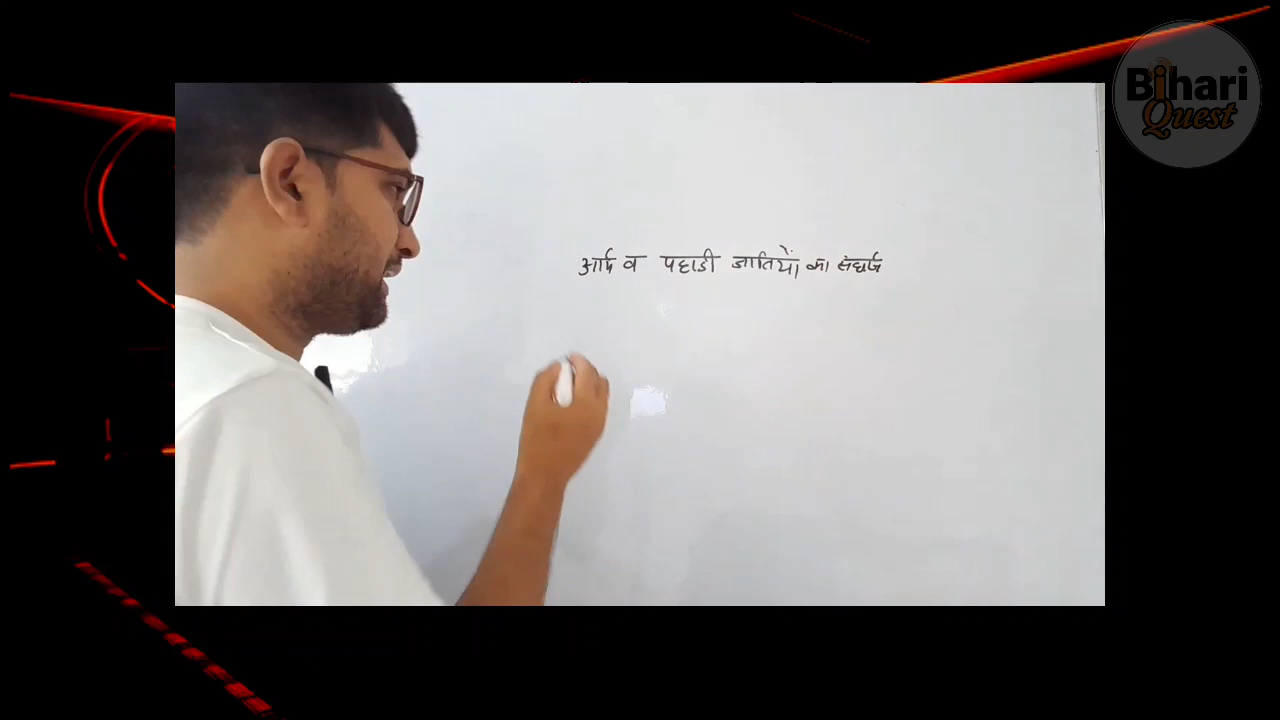 Bihari
Quest
आर्य व पहाडी जातियों का संघर्ष